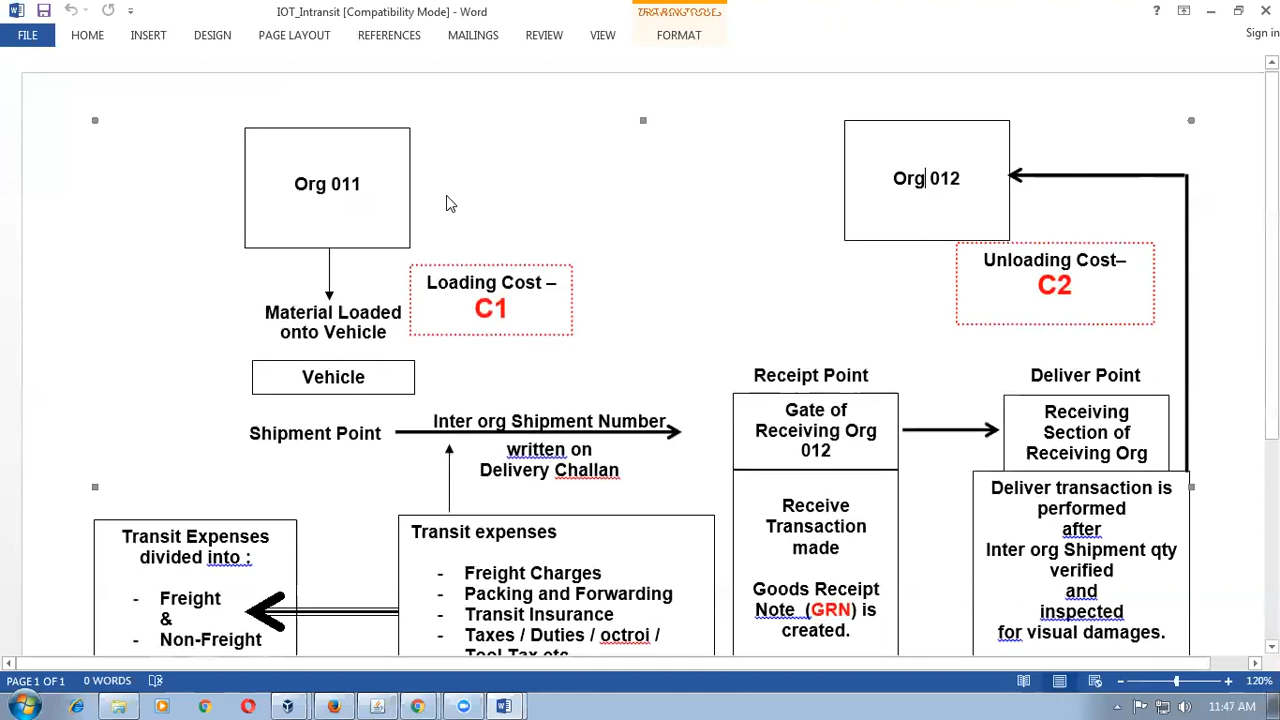 IOT_Intransit [Compatibility Mode] - Word
?
FILE
HOME
INSERT
DESIGN
PAGE LAYOUT
REFERENCES
MAILINGS
REVIEW
VIEW
FORMAT
Sign in
Org 011
Org 012
Loading Cost –
C1
Unloading Cost–
C2
Material Loaded
onto Vehicle
Vehicle
Shipment Point
Inter org Shipment Number
written on
Delivery Challan
Receipt Point
Gate of
Receiving Org
012
Deliver Point
Receiving
Section of
Receiving Org
Transit Expenses
divided into :
- Freight
&
- Non-Freight
Transit expenses
- Freight Charges
- Packing and Forwarding
- Transit Insurance
- Taxes / Duties / octroi /
Tool Tax etc
Receive
Transaction
made
Goods Receipt
Note (GRN) is
created.
Deliver transaction is
performed
after
Inter org Shipment qty
verified
and
inspected
for visual damages.
PAGE 1 OF 1
0 WORDS
120%
11:47 AM